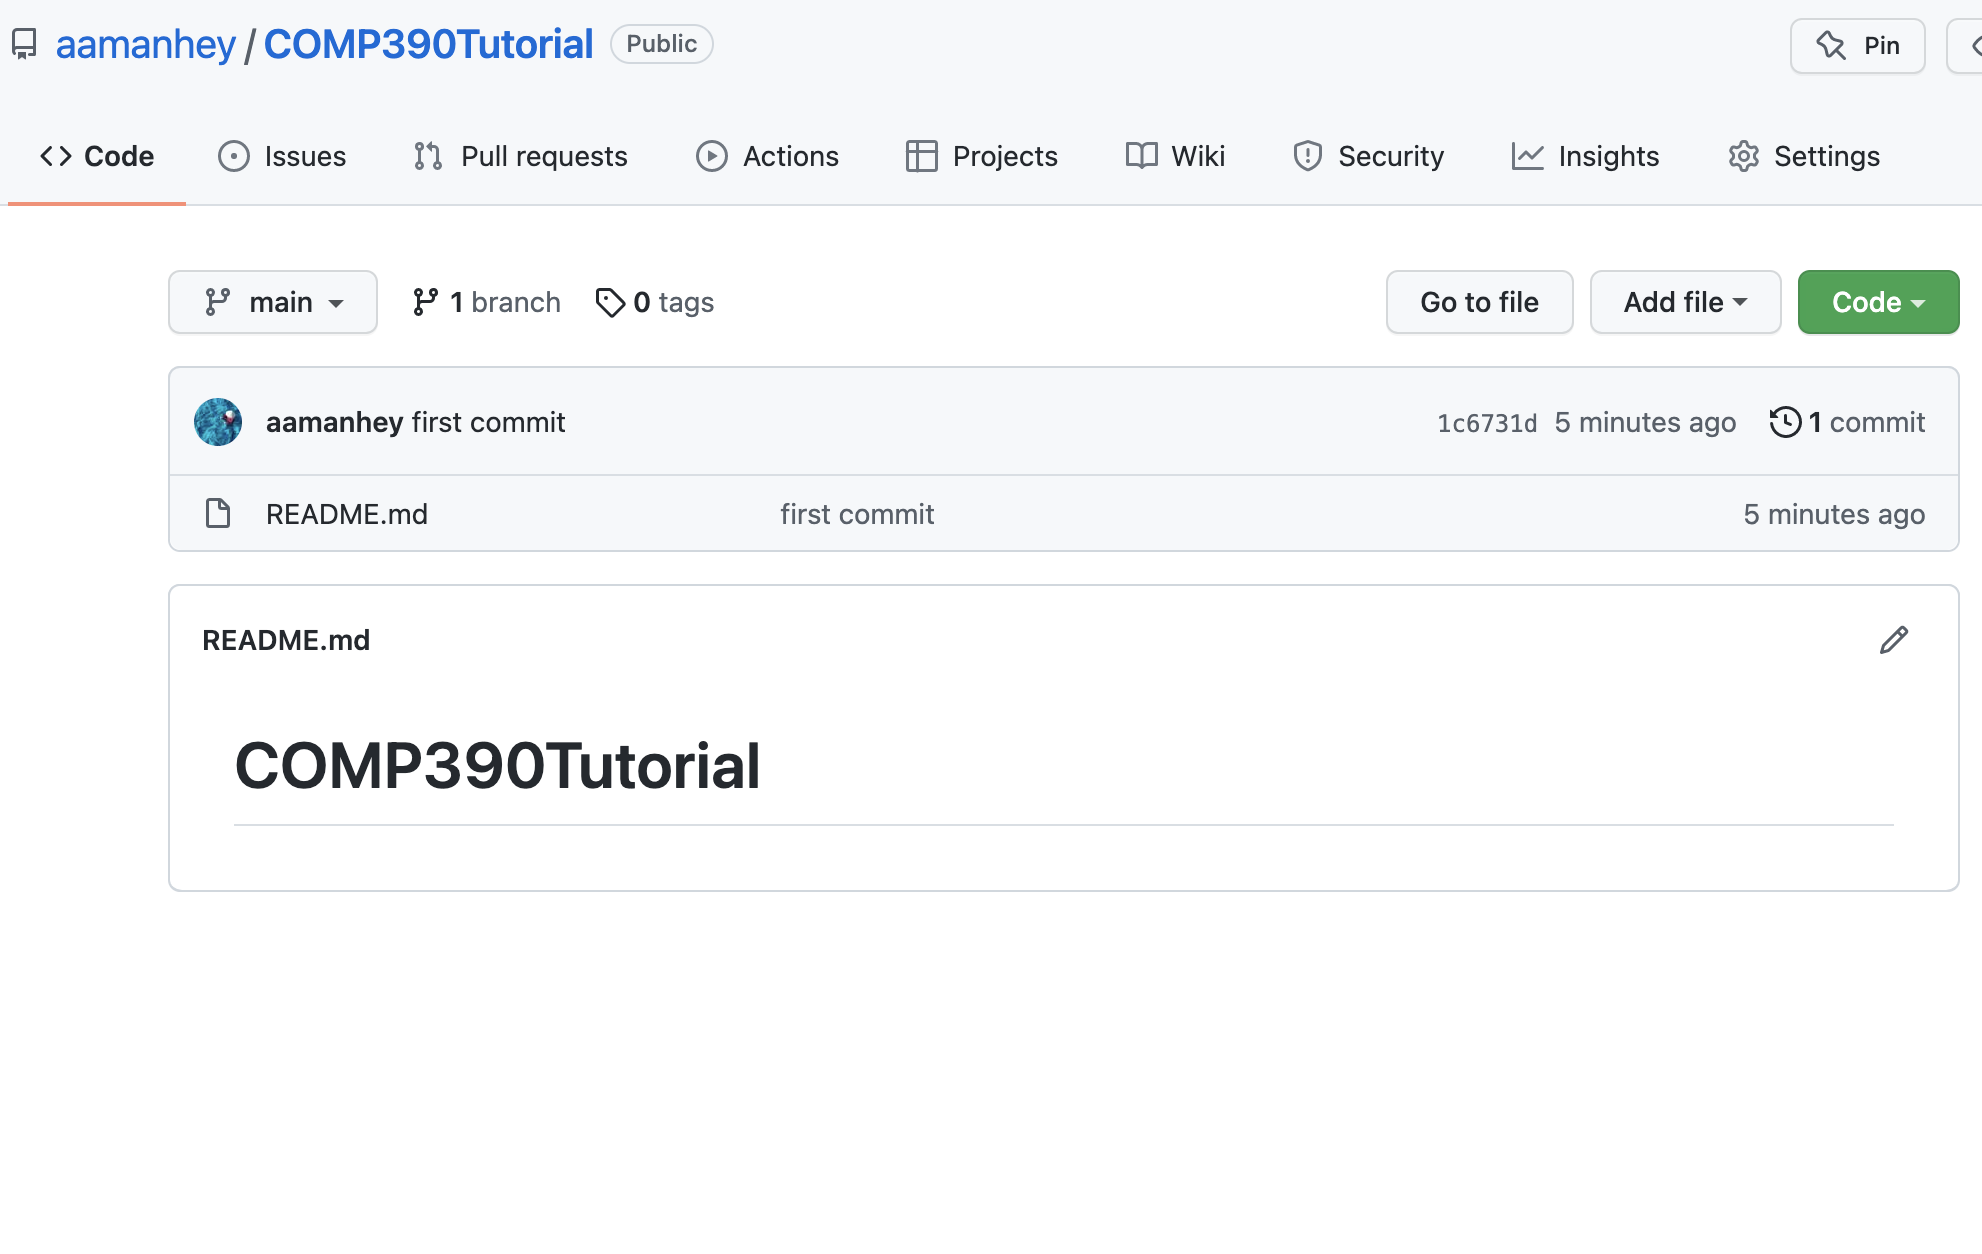 aamanhey / COMP390Tutorial Public Pin
Code Issues Pull requests Actions Projects Wiki Security Insights Settings
main 1 branch 0 tags Go to file Add file Code
aamanhey first commit 1c6731d 5 minutes ago 1 commit
README.md first commit 5 minutes ago
README.md
COMP390Tutorial